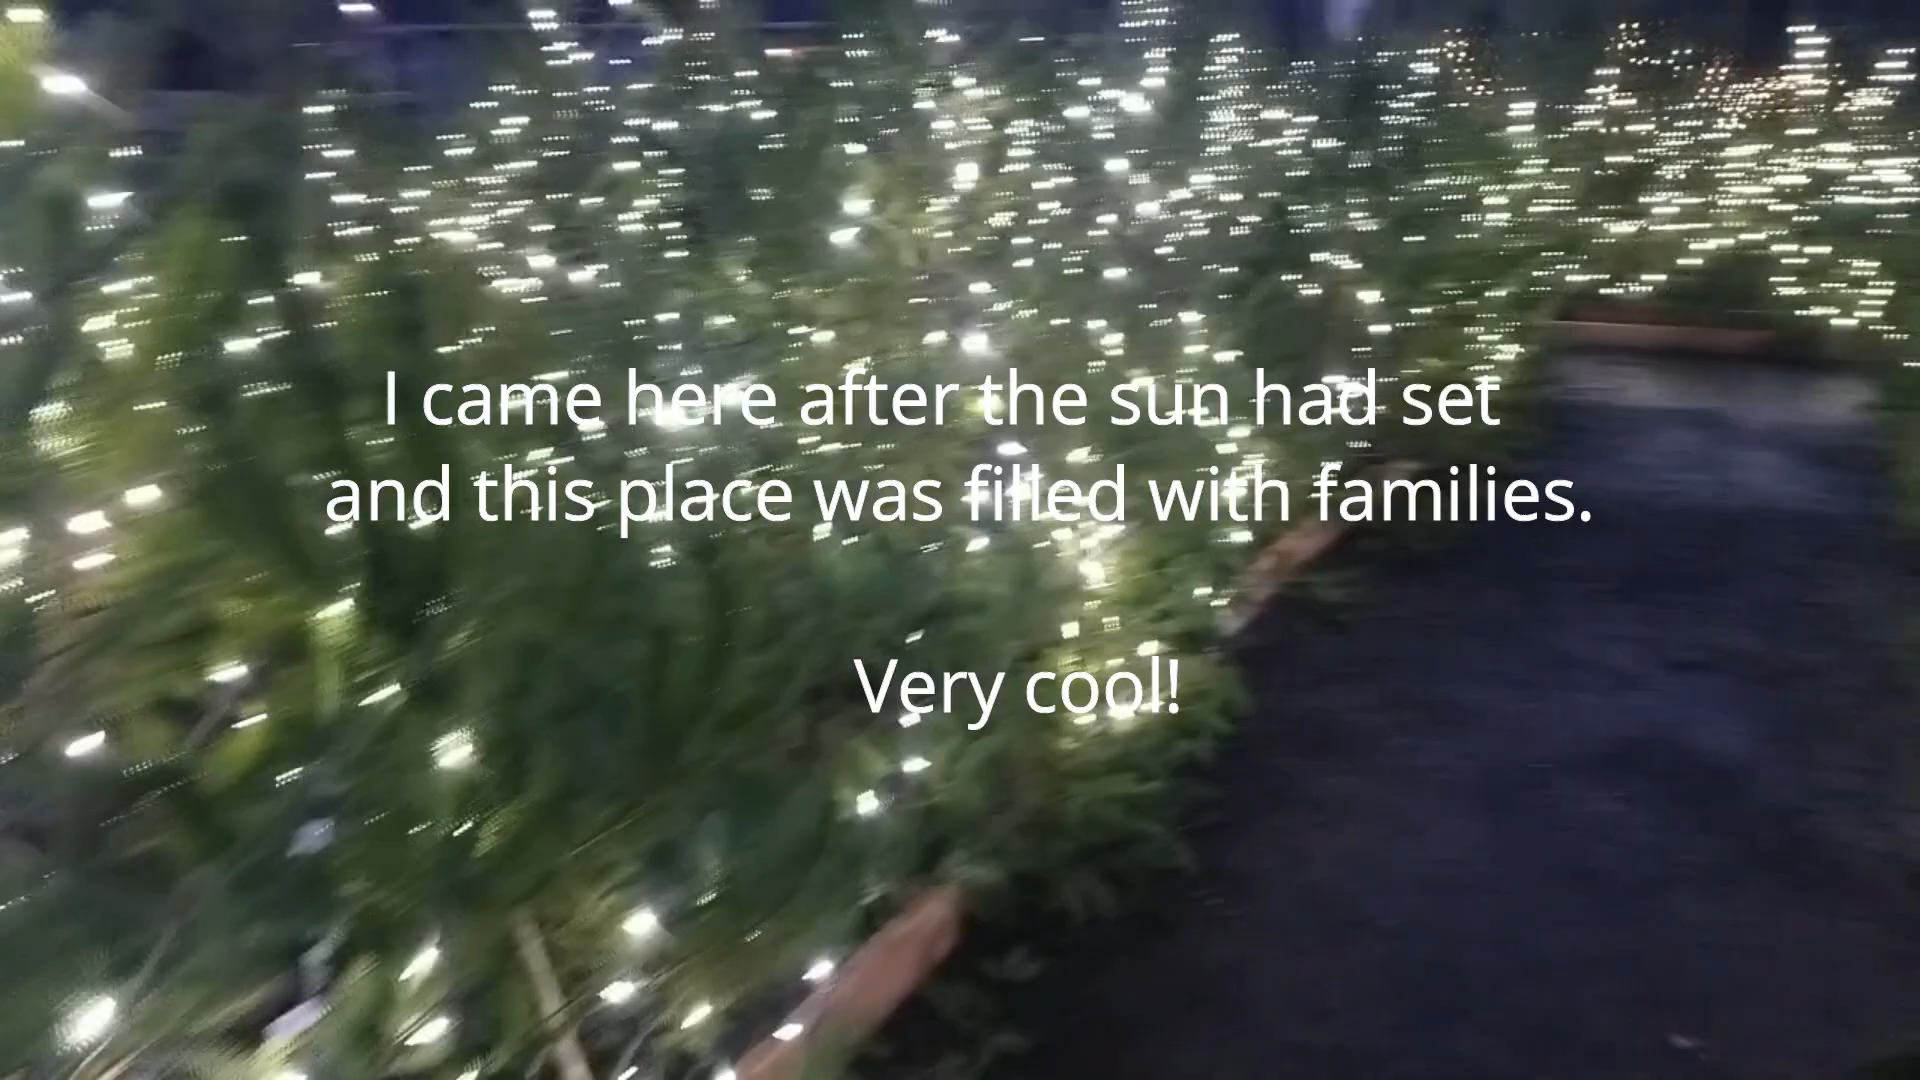 I came here after the sun had set
and this place was filled with families.
Very cool!